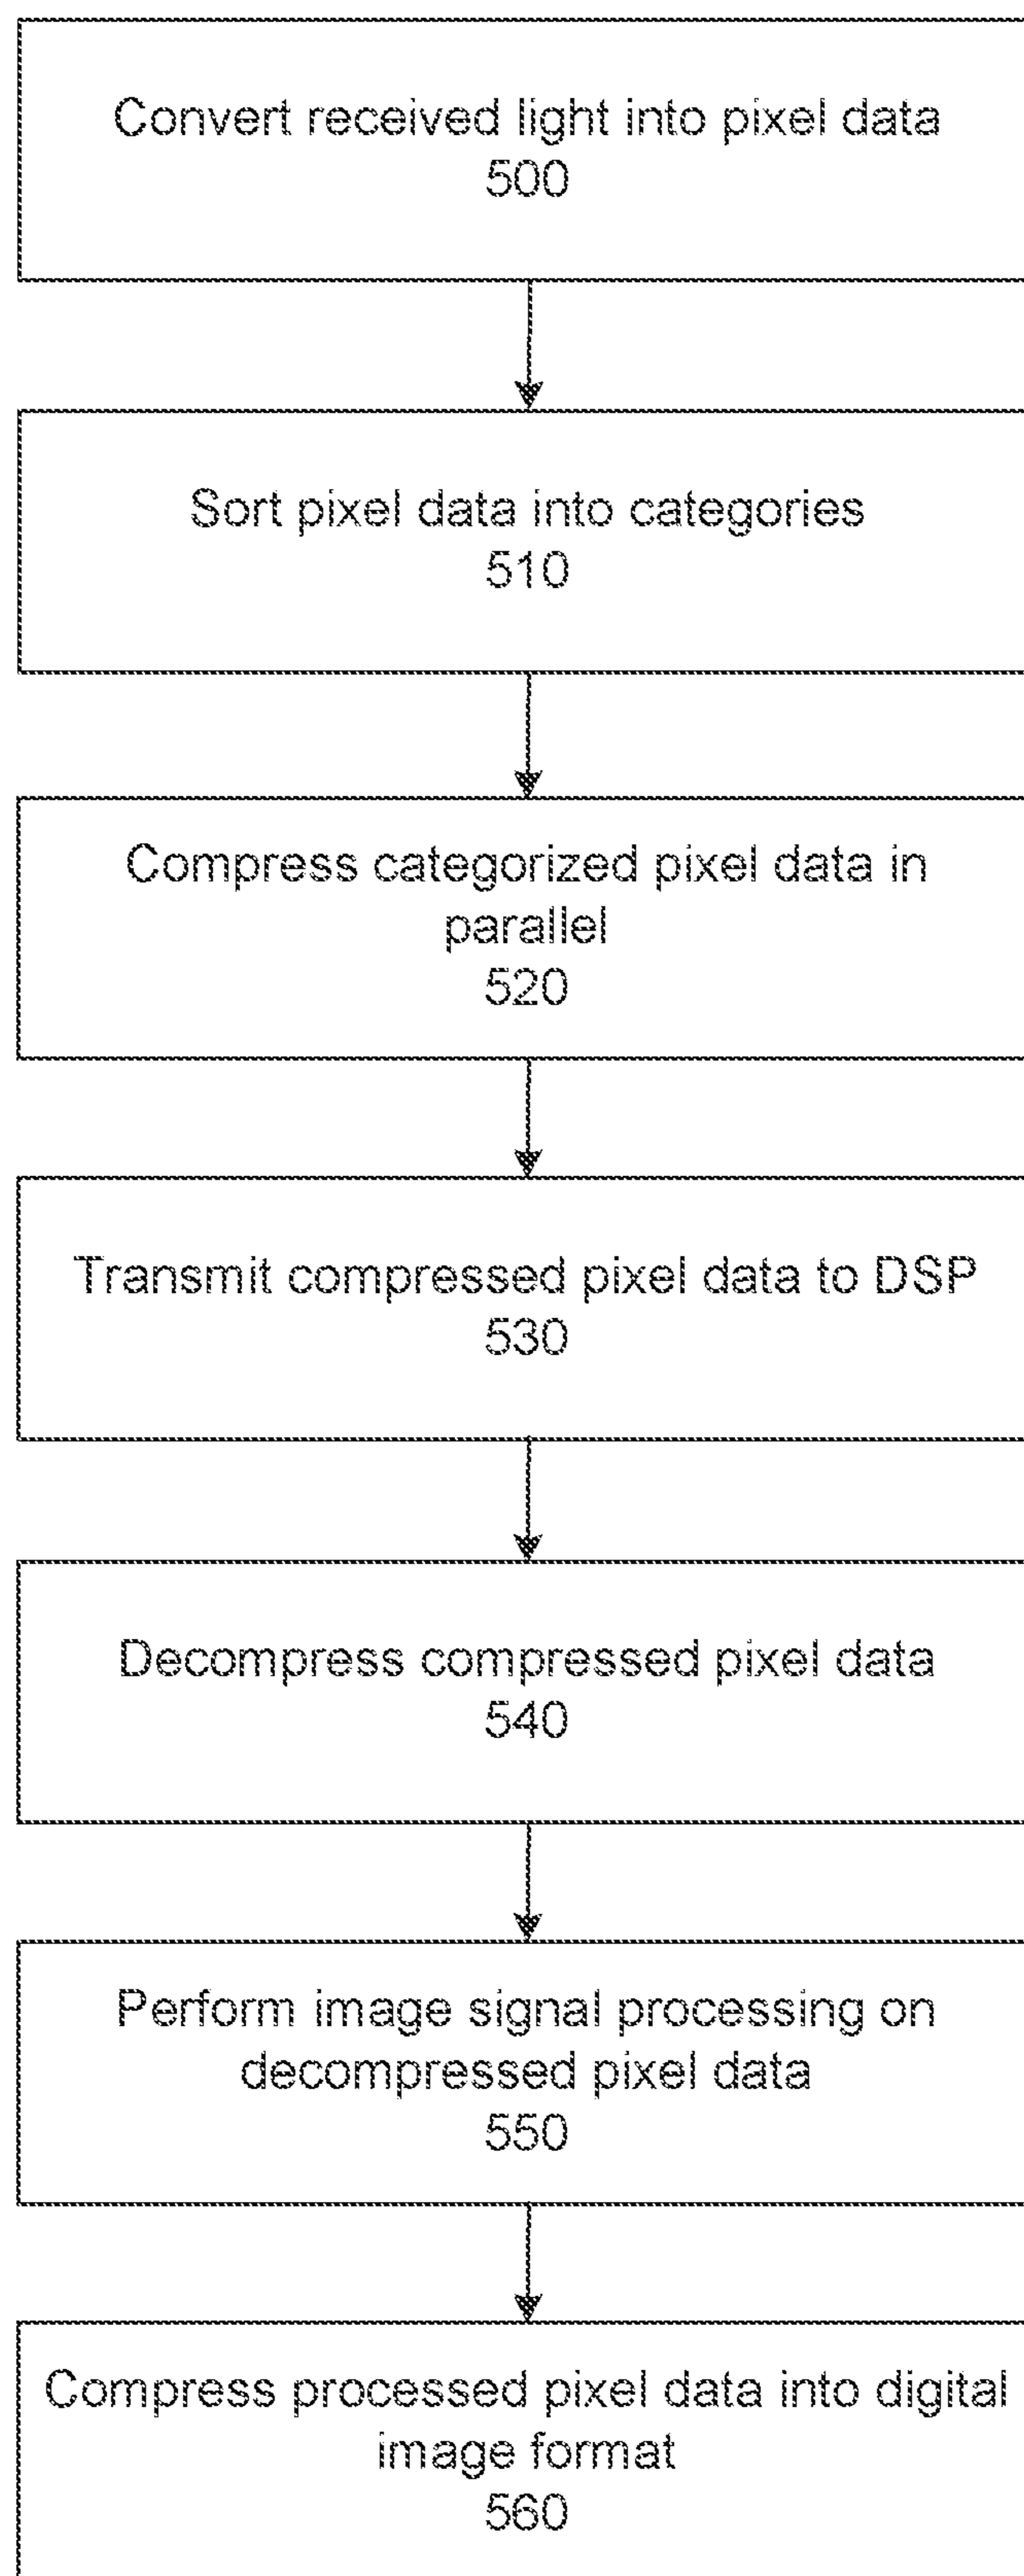 Convert received light into pixel data
500
Sort pixel data into categories
510
Compress categorized pixel data in
parallel
520
Transmit compressed pixel data to DSP
530
Decompress compressed pixel data
540
Perform image signal processing on
decompressed pixel data
550
Compress processed pixel data into digital
image format
560